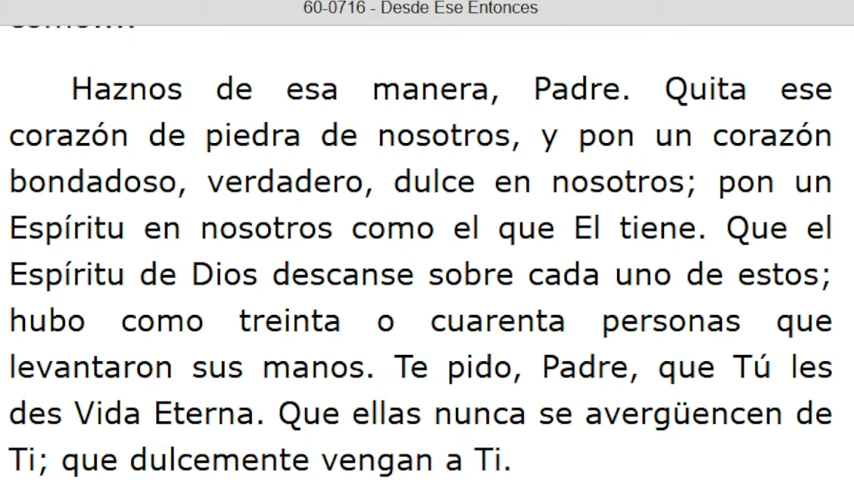 60-0716 - Desde Ese Entonces
Haznos de esa manera, Padre. Quita ese
corazón de piedra de nosotros, y pon un corazón
bondadoso, verdadero, dulce en nosotros; pon un
Espíritu en nosotros como el que El tiene. Que el
Espíritu de Dios descanse sobre cada uno de estos;
hubo como treinta o cuarenta personas que
levantaron sus manos. Te pido, Padre, que Tú les
des Vida Eterna. Que ellas nunca se avergüencen de
Ti; que dulcemente vengan a Ti.